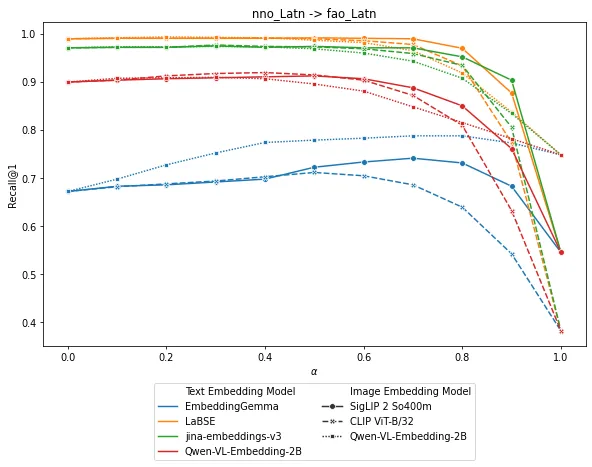 nno_Latn -> fao_Latn
Recall@1
1.0
0.9
0.8
0.7
0.6
0.5
0.4
0.0 0.2 0.4 0.6 0.8 1.0
α
Text Embedding Model Image Embedding Model
EmbeddingGemma SigLIP 2 So400m
LaBSE CLIP ViT-B/32
jina-embeddings-v3 Qwen-VL-Embedding-2B
Qwen-VL-Embedding-2B